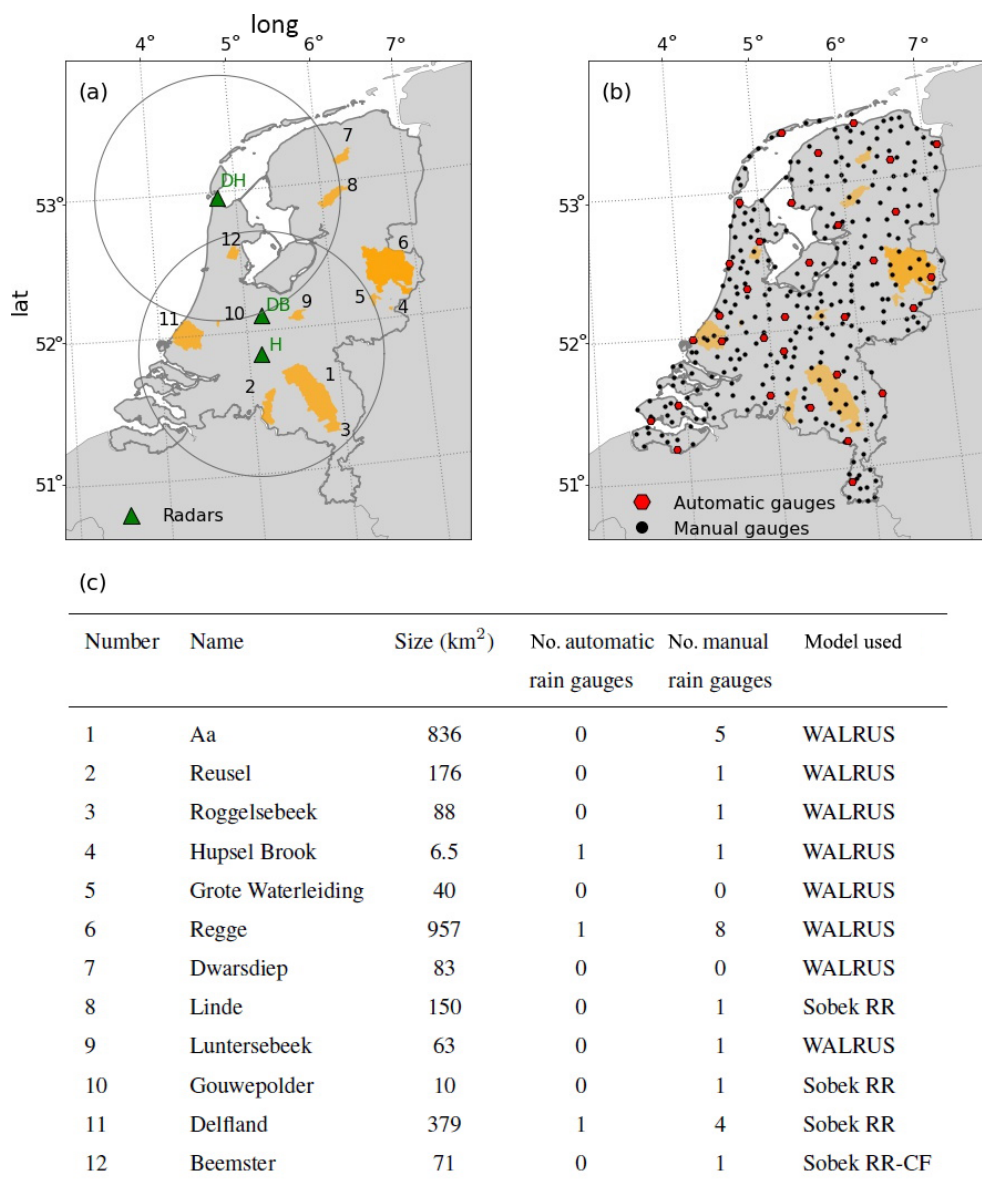 long
4° 5° 6° 7°
(a)
7
DH
8
53°
12
6
lat
5
DB
9
4
10
11
52°
H
2
1
3
51°
Radars
4° 5° 6° 7°
(b)
53°
52°
51°
Automatic gauges
Manual gauges
(c)
Number Name Size (km²) No. automatic rain gauges No. manual rain gauges Model used
1 Aa 836 0 5 WALRUS
2 Reusel 176 0 1 WALRUS
3 Roggelsebeek 88 0 1 WALRUS
4 Hupsel Brook 6.5 1 1 WALRUS
5 Grote Waterleiding 40 0 0 WALRUS
6 Regge 957 1 8 WALRUS
7 Dwarsdiep 83 0 0 WALRUS
8 Linde 150 0 1 Sobek RR
9 Luntersebeek 63 0 1 WALRUS
10 Gouwepolder 10 0 1 Sobek RR
11 Delfland 379 1 4 Sobek RR
12 Beemster 71 0 1 Sobek RR-CF